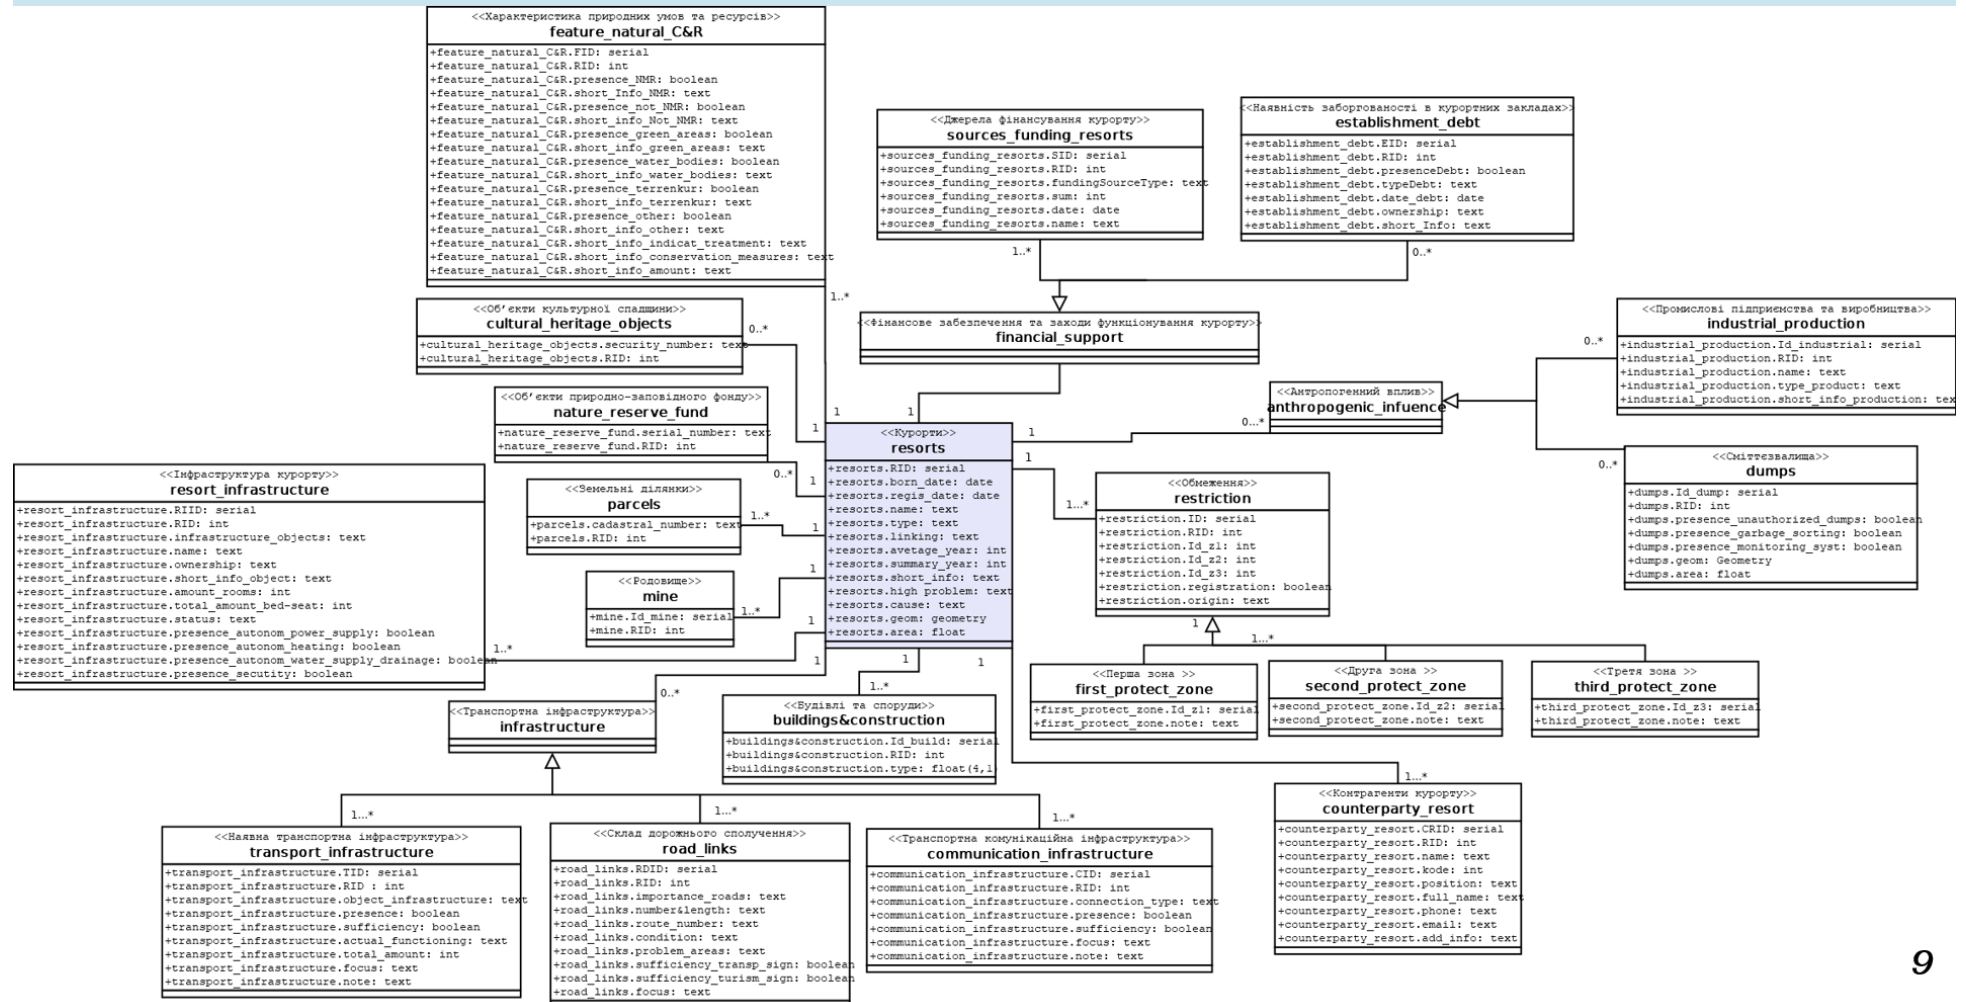 <<Характеристика природних умов та ресурсів>>
feature_natural_C&R
+feature_natural_C&R.FID: serial
+feature_natural_C&R.RID: int
+feature_natural_C&R.presence_NMR: boolean
+feature_natural_C&R.short_Info_NMR: text
+feature_natural_C&R.presence_not_NMR: boolean
+feature_natural_C&R.short_info_Not_NMR: text
+feature_natural_C&R.presence_green_areas: boolean
+feature_natural_C&R.short_info_green_areas: text
+feature_natural_C&R.presence_water_bodies: boolean
+feature_natural_C&R.short_info_water_bodies: text
+feature_natural_C&R.presence_terrenkur: boolean
+feature_natural_C&R.short_info_terrenkur: text
+feature_natural_C&R.presence_other: boolean
+feature_natural_C&R.short_info_other: text
+feature_natural_C&R.short_info_indicat_treatment: text
+feature_natural_C&R.short_info_conservation_measures: text
+feature_natural_C&R.short_info_amount: text
1..*
<<Джерела фінансування курорту>>
sources_funding_resorts
+sources_funding_resorts.SID: serial
+sources_funding_resorts.RID: int
+sources_funding_resorts.fundingSourceType: text
+sources_funding_resorts.sum: int
+sources_funding_resorts.date: date
+sources_funding_resorts.name: text
1..*
<<Наявність заборгованості в курортних закладах>>
establishment_debt
+establishment_debt.EID: serial
+establishment_debt.RID: int
+establishment_debt.presenceDebt: boolean
+establishment_debt.typeDebt: text
+establishment_debt.date_debt: date
+establishment_debt.ownership: text
+establishment_debt.short_Info: text
0..*
<<Об'єкти культурної спадщини>>
cultural_heritage_objects
+cultural_heritage_objects.security_number: text
+cultural_heritage_objects.RID: int
0..*
<<Фінансове забезпечення та заходи функціонування курорту>>
financial_support
<<Промислові підприємства та виробництва>>
industrial_production
+industrial_production.Id_industrial: serial
+industrial_production.RID: int
+industrial_production.name: text
+industrial_production.type_product: text
+industrial_production.short_info_production: tex
0..*
<<Об'єкти природно-заповідного фонду>>
nature_reserve_fund
+nature_reserve_fund.serial_number: text
+nature_reserve_fund.RID: int
0..*
<<Антропогенний вплив>>
anthropogenic_infuence
0...*
1
1
1
1
1
<<Курорти>>
resorts
+resorts.RID: serial
+resorts.born_date: date
+resorts.regis_date: date
+resorts.name: text
+resorts.type: text
+resorts.linking: text
+resorts.avetage_year: int
+resorts.summary_year: int
+resorts.short_info: text
+resorts.high problem: text
+resorts.cause: text
+resorts.geom: geometry
+resorts.area: float
<<Сміттєзвалища>>
dumps
+dumps.Id_dump: serial
+dumps.RID: int
+dumps.presence_unauthorized_dumps: boolean
+dumps.presence_garbage_sorting: boolean
+dumps.presence_monitoring_syst: boolean
+dumps.geom: Geometry
+dumps.area: float
0..*
<<Інфраструктура курорту>>
resort_infrastructure
+resort_infrastructure.RIID: serial
+resort_infrastructure.RID: int
+resort_infrastructure.infrastructure_objects: text
+resort_infrastructure.name: text
+resort_infrastructure.ownership: text
+resort_infrastructure.short_info_object: text
+resort_infrastructure.amount_rooms: int
+resort_infrastructure.total_amount_bed-seat: int
+resort_infrastructure.status: text
+resort_infrastructure.presence_autonom_power_supply: boolean
+resort_infrastructure.presence_autonom_heating: boolean
+resort_infrastructure.presence_autonom_water_supply_drainage: boolean
+resort_infrastructure.presence_secutity: boolean
1..*
<<Земельні ділянки>>
parcels
+parcels.cadastral_number: text
+parcels.RID: int
1..*
1
1
<<Родовище>>
mine
+mine.Id_mine: serial
+mine.RID: int
1..*
1
1
<<Обмеження>>
restriction
+restriction.ID: serial
+restriction.RID: int
+restriction.Id_z1: int
+restriction.Id_z2: int
+restriction.Id_z3: int
+restriction.registration: boolean
+restriction.origin: text
1...*
1
1...*
<<Перша зона >>
first_protect_zone
+first_protect_zone.Id_z1: serial
+first_protect_zone.note: text
<<Друга зона >>
second_protect_zone
+second_protect_zone.Id_z2: serial
+second_protect_zone.note: text
<<Третя зона >>
third_protect_zone
+third_protect_zone.Id_z3: serial
+third_protect_zone.note: text
1
1
1
0..*
<<Транспортна інфраструктура>>
infrastructure
1..*
<<Будівлі та споруди>>
buildings&construction
+buildings&construction.Id_build: serial
+buildings&construction.RID: int
+buildings&construction.type: float(4,1)
1...*
<<Контрагенти курорту>>
counterparty_resort
+counterparty_resort.CRID: serial
+counterparty_resort.RID: int
+counterparty_resort.name: text
+counterparty_resort.kode: int
+counterparty_resort.position: text
+counterparty_resort.full_name: text
+counterparty_resort.phone: text
+counterparty_resort.email: text
+counterparty_resort.add_info: text
1...*
<<Наявна транспортна інфраструктура>>
transport_infrastructure
+transport_infrastructure.TID: serial
+transport_infrastructure.RID : int
+transport_infrastructure.object_infrastructure: text
+transport_infrastructure.presence: boolean
+transport_infrastructure.sufficiency: boolean
+transport_infrastructure.actual_functioning: text
+transport_infrastructure.total_amount: int
+transport_infrastructure.focus: text
+transport_infrastructure.note: text
1...*
<<Склад дорожнього сполучення>>
road_links
+road_links.RDID: serial
+road_links.RID: int
+road_links.importance_roads: text
+road_links.number&length: text
+road_links.route_number: text
+road_links.condition: text
+road_links.problem_areas: text
+road_links.sufficiency_transp_sign: boolean
+road_links.sufficiency_turism_sign: boolean
+road_links.focus: text
1...*
<<Транспортна комунікаційна інфраструктура>>
communication_infrastructure
+communication_infrastructure.CID: serial
+communication_infrastructure.RID: int
+communication_infrastructure.connection_type: text
+communication_infrastructure.presence: boolean
+communication_infrastructure.sufficiency: boolean
+communication_infrastructure.focus: text
+communication_infrastructure.note: text
9